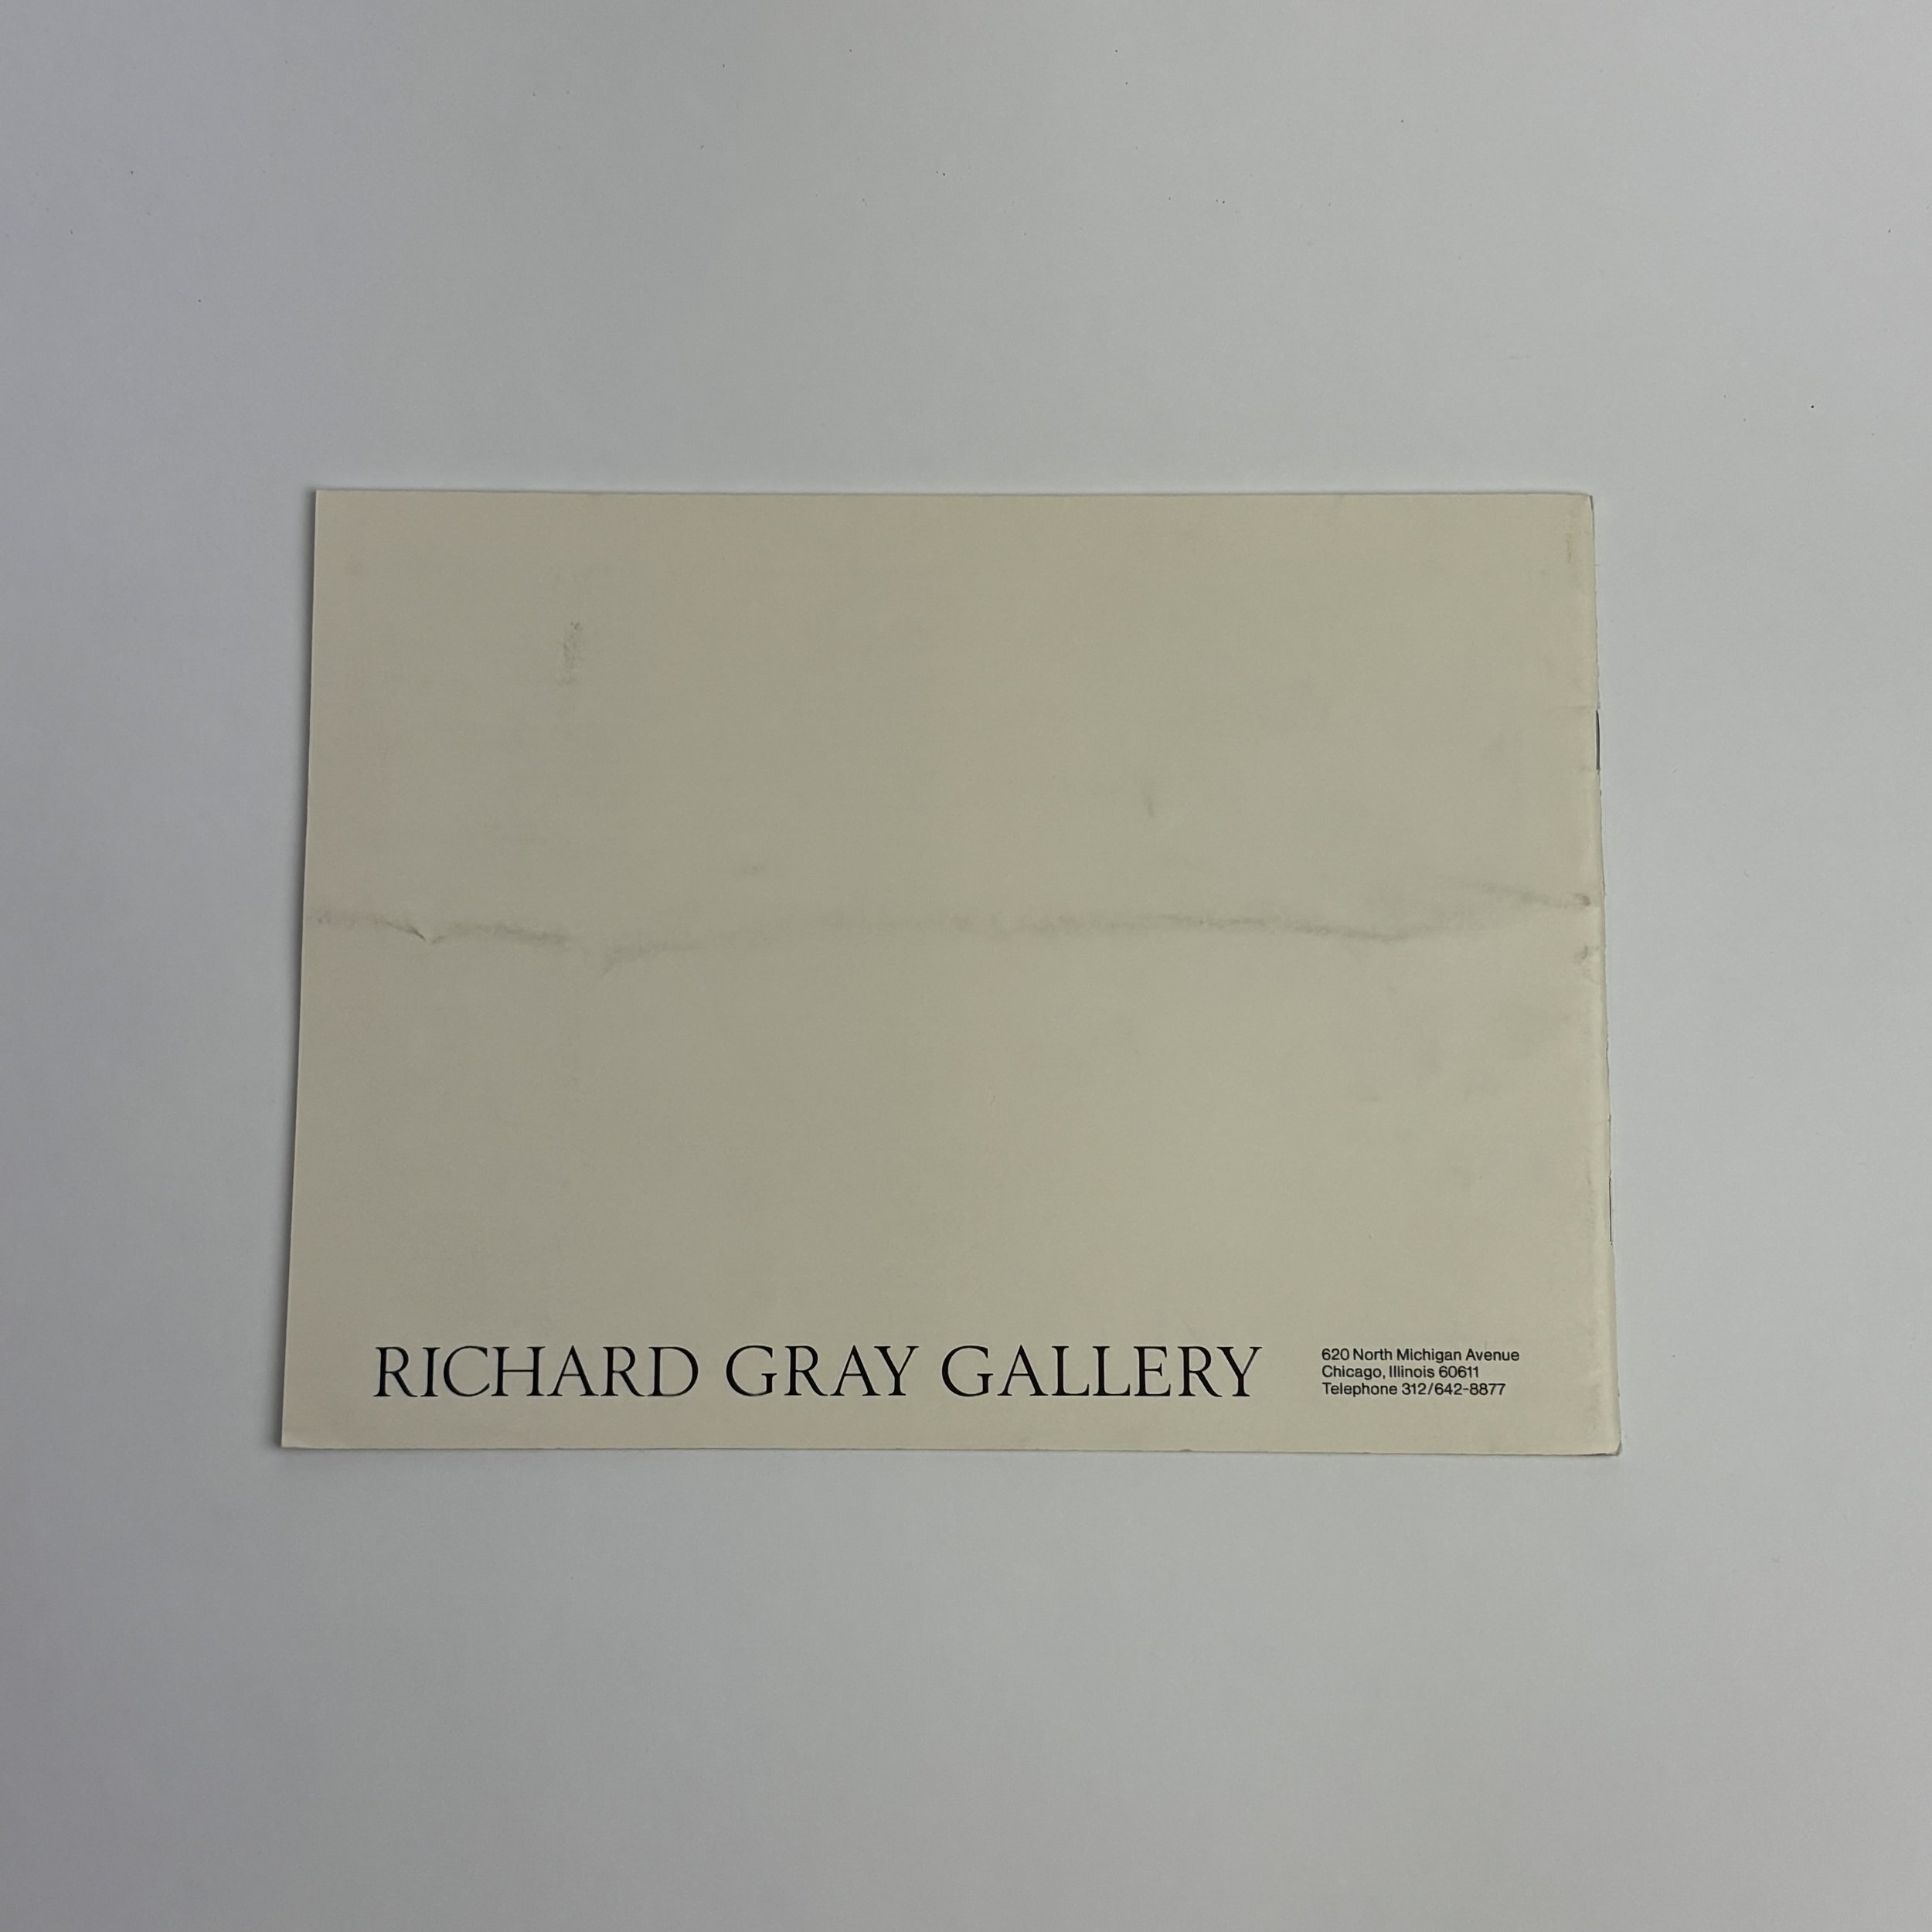 RICHARD GRAY GALLERY
620 North Michigan Avenue
Chicago, Illinois 60611
Telephone 312/642-8877